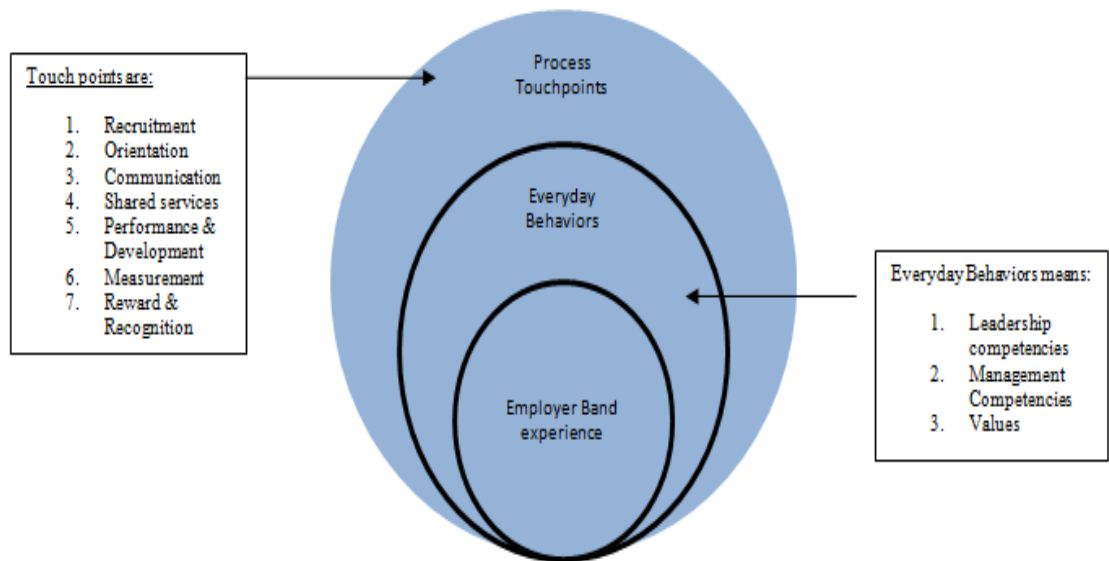 Touch points are:
1. Recruitment
2. Orientation
3. Communication
4. Shared services
5. Performance &
Development
6. Measurement
7. Reward &
Recognition
Process
Touchpoints
Everyday
Behaviors
Employer Band
experience
Everyday Behaviors means:
1. Leadership
competencies
2. Management
Competencies
3. Values